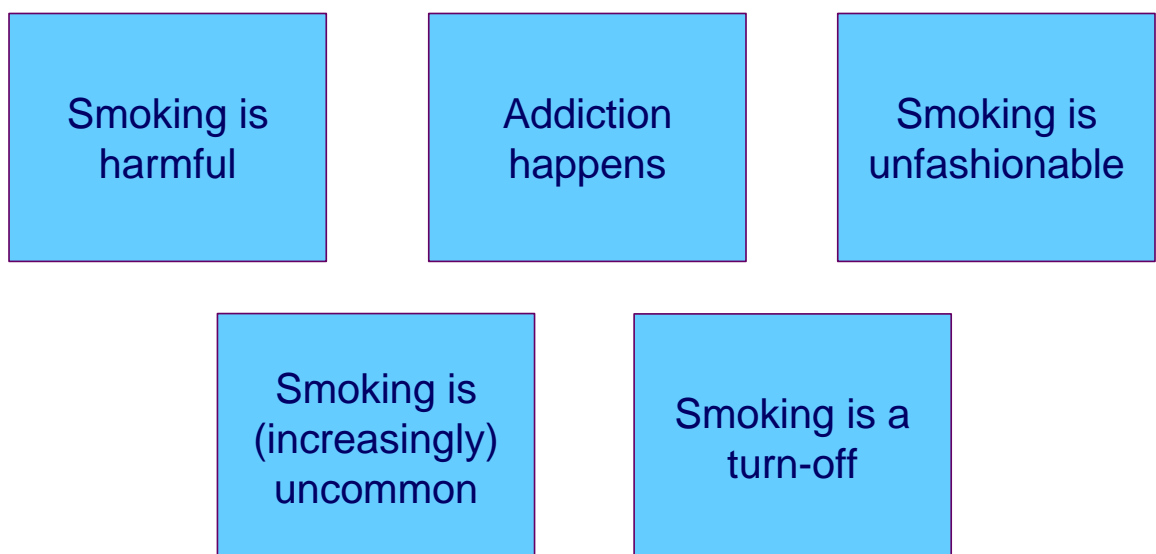 Smoking is
harmful
Addiction
happens
Smoking is
unfashionable
Smoking is
(increasingly)
uncommon
Smoking is a
turn-off